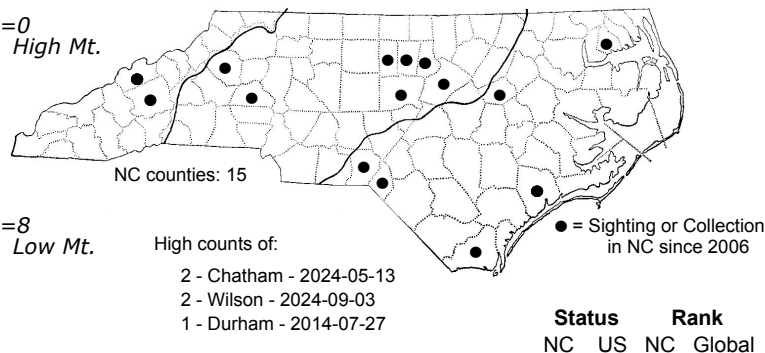 =0
High Mt.
NC counties: 15
=8
Low Mt.
High counts of:
2 - Chatham - 2024-05-13
2 - Wilson - 2024-09-03
1 - Durham - 2014-07-27
= Sighting or Collection
in NC since 2006
Status Rank
NC US NC Global